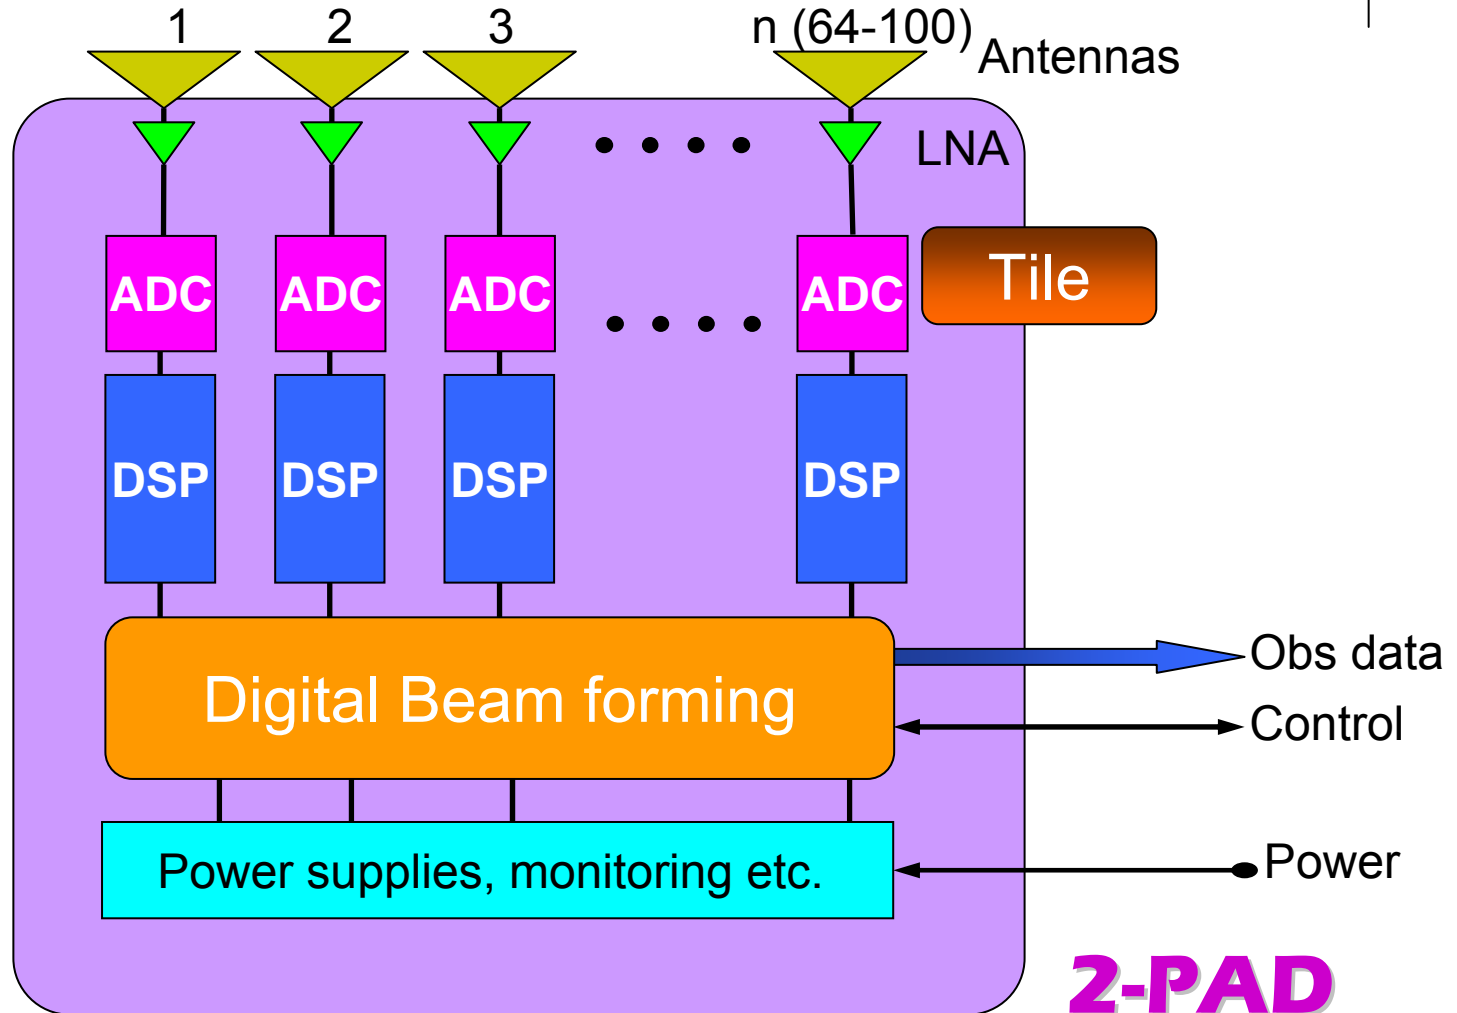 1 2 3 n (64-100)
Antennas
LNA
ADC ADC ADC ADC
Tile
DSP DSP DSP DSP
Obs data
Digital Beam forming
Control
Power supplies, monitoring etc.
Power
2-PAD